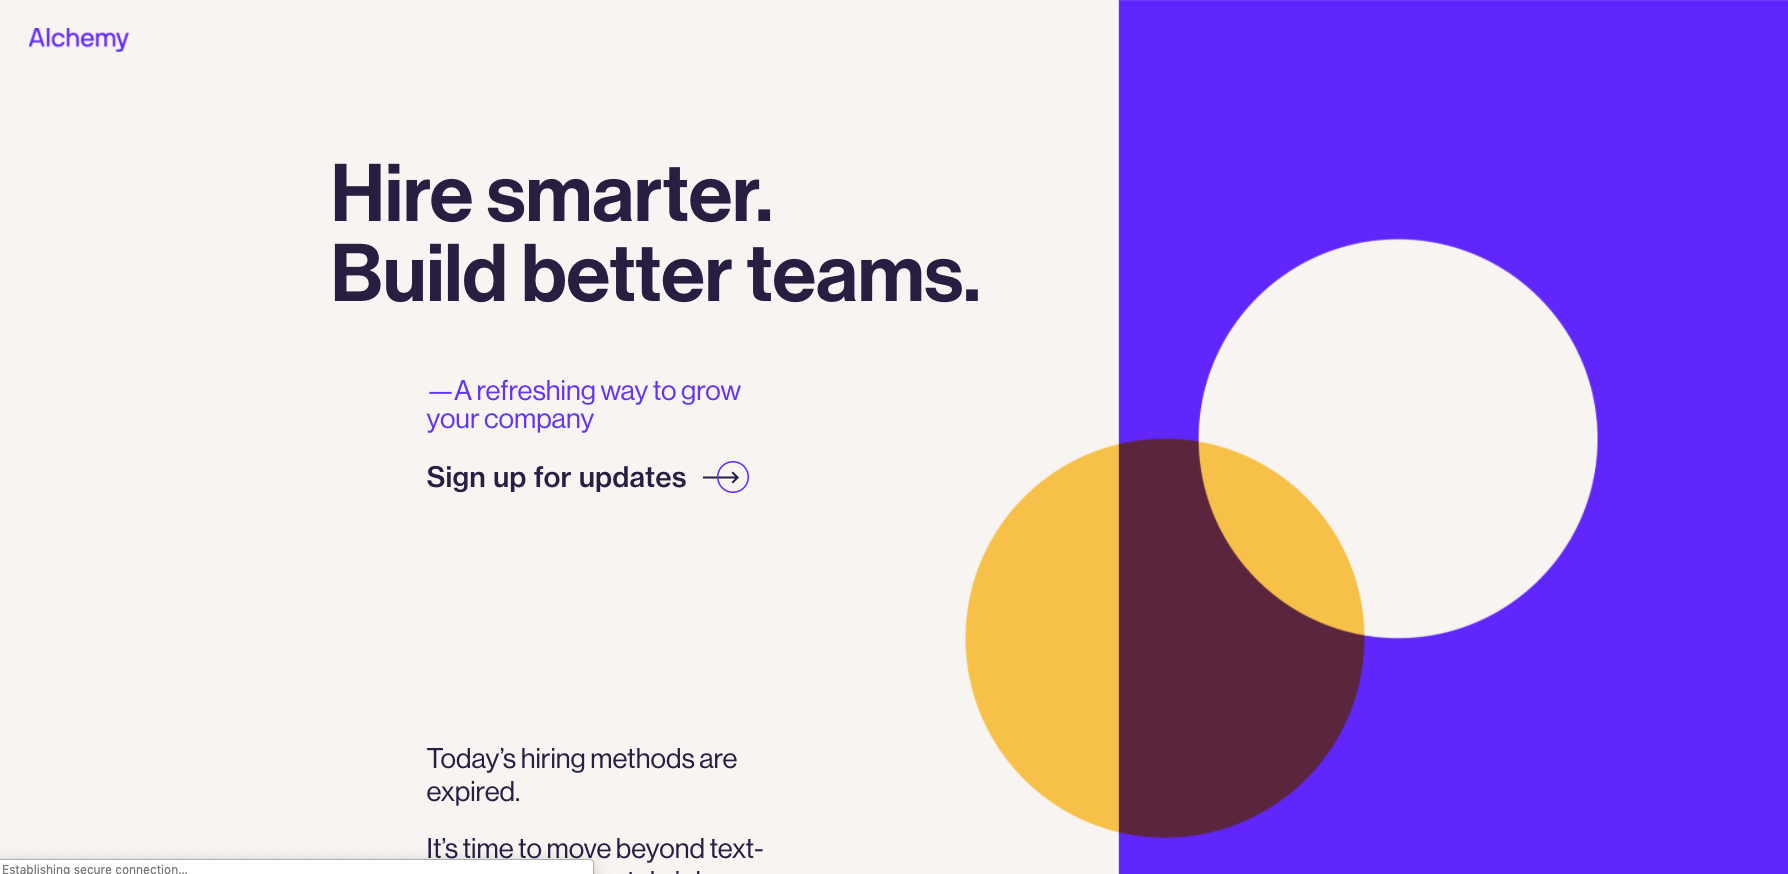 Alchemy
Hire smarter.
Build better teams.
—A refreshing way to grow
your company
Sign up for updates
Today’s hiring methods are
expired.
It’s time to move beyond text-
Establishing secure connection...